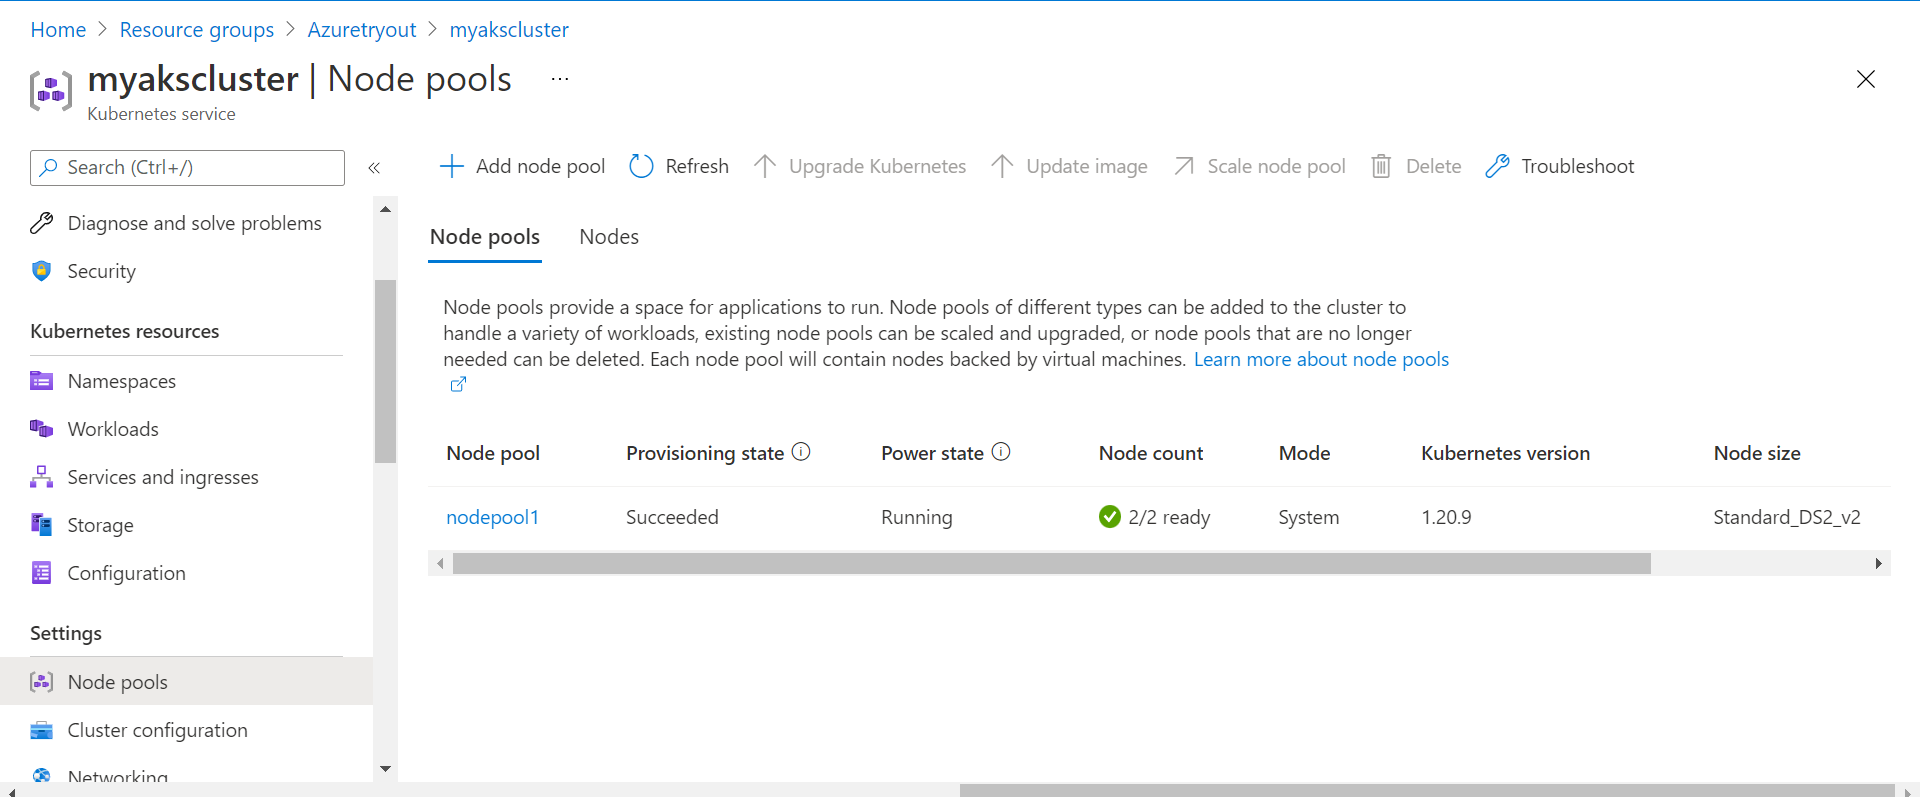 Home > Resource groups > Azuretryout > myakscluster
myakscluster | Node pools ...
Kubernetes service
Search (Ctrl+/)
«
Add node pool
Refresh
Upgrade Kubernetes
Update image
Scale node pool
Delete
Troubleshoot
Diagnose and solve problems
Security
Kubernetes resources
Namespaces
Workloads
Services and ingresses
Storage
Configuration
Settings
Node pools
Cluster configuration
Networking
Node pools
Nodes
Node pools provide a space for applications to run. Node pools of different types can be added to the cluster to
handle a variety of workloads, existing node pools can be scaled and upgraded, or node pools that are no longer
needed can be deleted. Each node pool will contain nodes backed by virtual machines. Learn more about node pools
Node pool Provisioning state Power state Node count Mode Kubernetes version Node size
nodepool1 Succeeded Running 2/2 ready System 1.20.9 Standard_DS2_v2